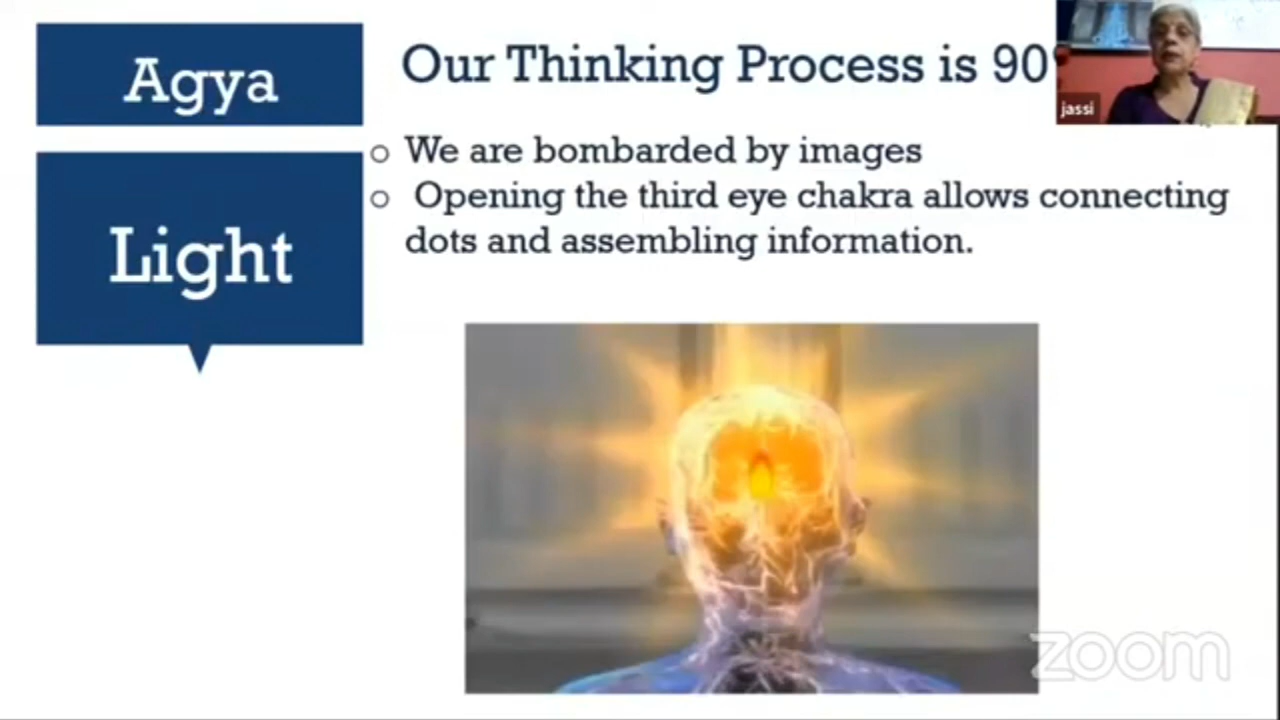 Agya
Light
Our Thinking Process is 90
jassi
o We are bombarded by images
o Opening the third eye chakra allows connecting
dots and assembling information.
zoom